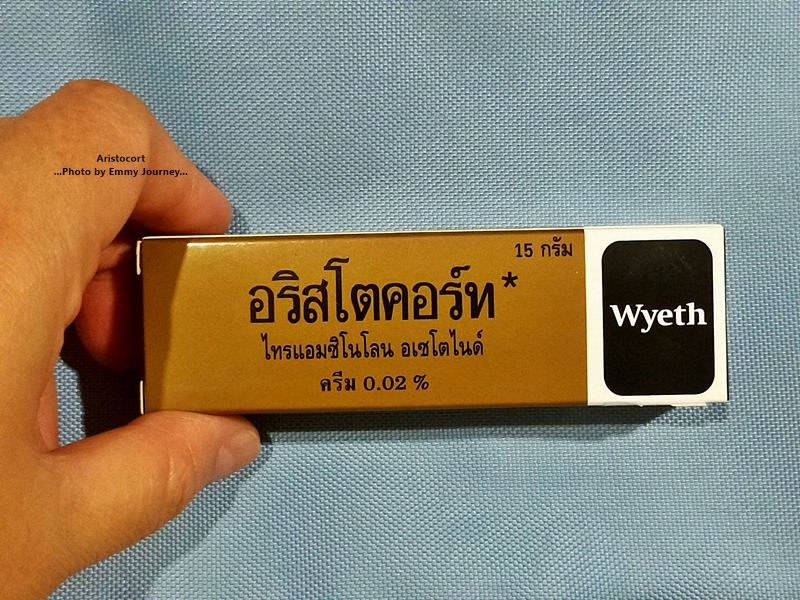 Aristocort
...Photo by Emmy Journey...
15 กรัม
อริสโตคอร์ท*
ไทรแอมซิโนโลน อเซโตไนด์
ครีม 0.02 %
Wyeth